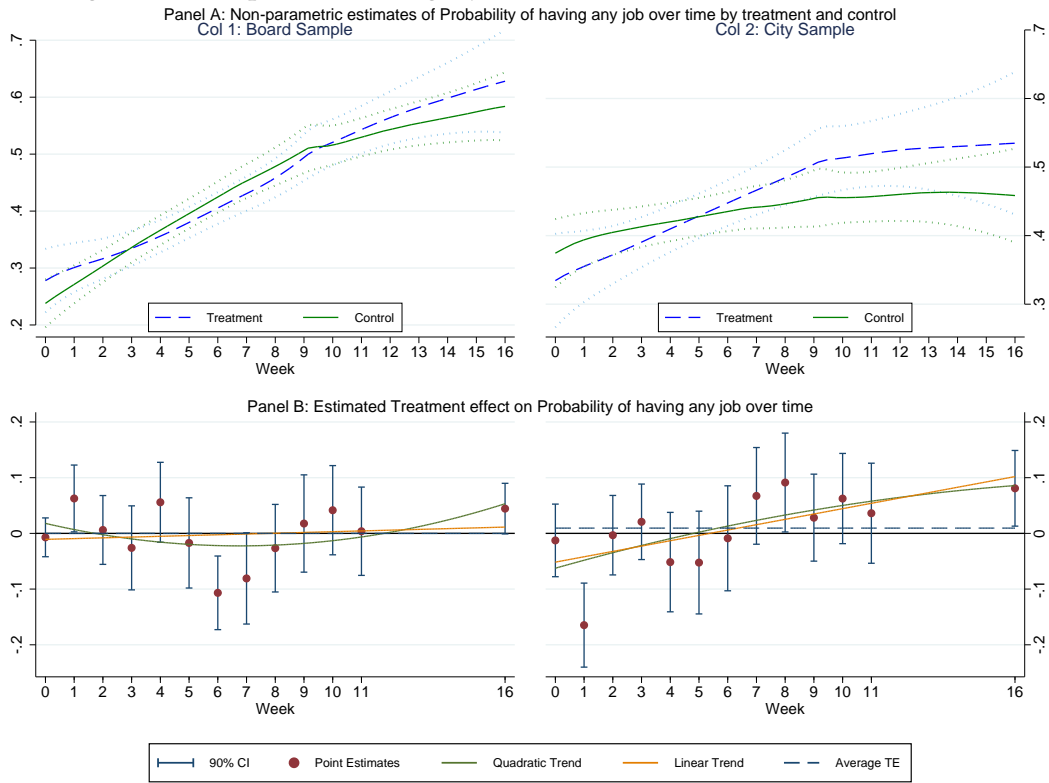 Panel A: Non-parametric estimates of Probability of having any job over time by treatment and control
Col 1: Board Sample
Col 2: City Sample
.7
.6
.5
.4
.3
.2
Treatment
Control
0 1 2 3 4 5 6 7 8 9 10 11 12 13 14 15 16
Week
.7
.6
.5
.4
.3
Treatment
Control
0 1 2 3 4 5 6 7 8 9 10 11 12 13 14 15 16
Week
Panel B: Estimated Treatment effect on Probability of having any job over time
.2
.1
0
-.1
-.2
0 1 2 3 4 5 6 7 8 9 10 11 16
Week
.2
.1
0
-.1
-.2
0 1 2 3 4 5 6 7 8 9 10 11 16
Week
90% CI
Point Estimates
Quadratic Trend
Linear Trend
Average TE